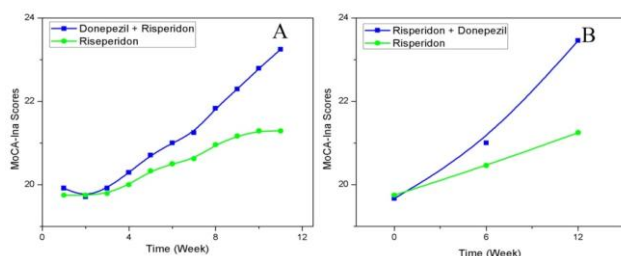 24
22
20
MoCA-Ina Scores
Donepezil + Risperidon
Riseperidon
A
0
4
8
12
Time (Week)
24
22
20
MoCA-Ina Scores
Risperidon + Donepezil
Risperidon
B
0
6
12
Time (Week)